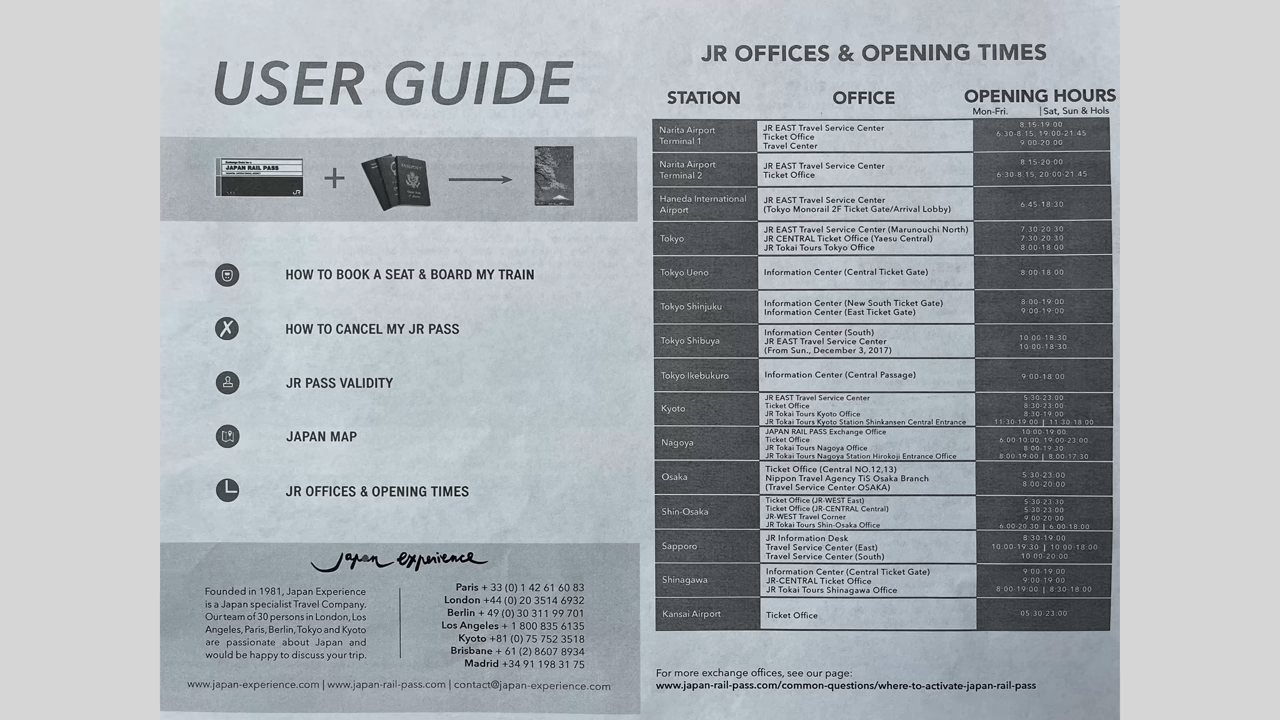 USER GUIDE
JAPAN RAIL PASS
JR
HOW TO BOOK A SEAT & BOARD MY TRAIN
HOW TO CANCEL MY JR PASS
JR PASS VALIDITY
JAPAN MAP
JR OFFICES & OPENING TIMES
Japan experience
Founded in 1981, Japan Experience
is a Japan specialist Travel Company.
Our team of 30 persons in London, Los
Angeles, Paris, Berlin, Tokyo and Kyoto
are passionate about Japan and
would be happy to discuss your trip.
Paris + 33 (0) 1 42 61 60 83
London +44 (0) 20 3514 6932
Berlin + 49 (0) 30 311 99 701
Los Angeles + 1 800 835 6135
Kyoto +81 (0) 75 752 3518
Brisbane + 61 (2) 8607 8934
Madrid +34 91 198 31 75
www.japan-experience.com | www.japan-rail-pass.com | contact@japan-experience.com
JR OFFICES & OPENING TIMES
STATION OFFICE OPENING HOURS
Mon-Fri. | Sat, Sun & Hols
Narita Airport
Terminal 1
JR EAST Travel Service Center
Ticket Office
Travel Center
8:15-19:00
6:30-8:15, 19:00-21:45
9:00-20:00
Narita Airport
Terminal 2
JR EAST Travel Service Center
Ticket Office
8:15-20:00
6:30-8:15, 20:00-21:45
Haneda International
Airport
JR EAST Travel Service Center
(Tokyo Monorail 2F Ticket Gate/Arrival Lobby)
6:45-18:30
Tokyo
JR EAST Travel Service Center (Marunouchi North)
JR CENTRAL Ticket Office (Yaesu Central)
JR Tokai Tours Tokyo Office
7:30-20:30
7:30-20:30
8:00-18:00
Tokyo Ueno
Information Center (Central Ticket Gate)
8:00-18:00
Tokyo Shinjuku
Information Center (New South Ticket Gate)
Information Center (East Ticket Gate)
8:00-19:00
9:00-19:00
Tokyo Shibuya
Information Center (South)
JR EAST Travel Service Center
(From Sun., December 3, 2017)
10:00-18:30
10:00-18:30
Tokyo Ikebukuro
Information Center (Central Passage)
9:00-18:00
Kyoto
JR EAST Travel Service Center
Ticket Office
JR Tokai Tours Kyoto Office
JR Tokai Tours Kyoto Station Shinkansen Central Entrance
5:30-23:00
8:30-23:00
8:30-19:00
11:30-19:00 | 11:30-18:00
Nagoya
JAPAN RAIL PASS Exchange Office
Ticket Office
JR Tokai Tours Nagoya Office
JR Tokai Tours Nagoya Station Hirokoji Entrance Office
10:00-19:00
6:00-10:00, 19:00-23:00
8:00-19:30
8:00-19:00 | 8:00-17:30
Osaka
Ticket Office (Central NO.12,13)
Nippon Travel Agency TiS Osaka Branch
(Travel Service Center OSAKA)
5:30-23:00
8:00-20:00
Shin-Osaka
Ticket Office (JR-WEST East)
Ticket Office (JR-CENTRAL Central)
JR-WEST Travel Corner
JR Tokai Tours Shin-Osaka Office
5:30-23:30
5:30-23:00
9:00-20:00
6:00-20:30 | 6:00-18:00
Sapporo
JR Information Desk
Travel Service Center (East)
Travel Service Center (South)
8:30-19:00
10:00-19:30 | 10:00-18:00
10:00-20:00
Shinagawa
Information Center (Central Ticket Gate)
JR-CENTRAL Ticket Office
JR Tokai Tours Shinagawa Office
9:00-19:00
9:00-19:00
8:00-19:00 | 8:30-18:00
Kansai Airport
Ticket Office
05:30-23:00
For more exchange offices, see our page:
www.japan-rail-pass.com/common-questions/where-to-activate-japan-rail-pass